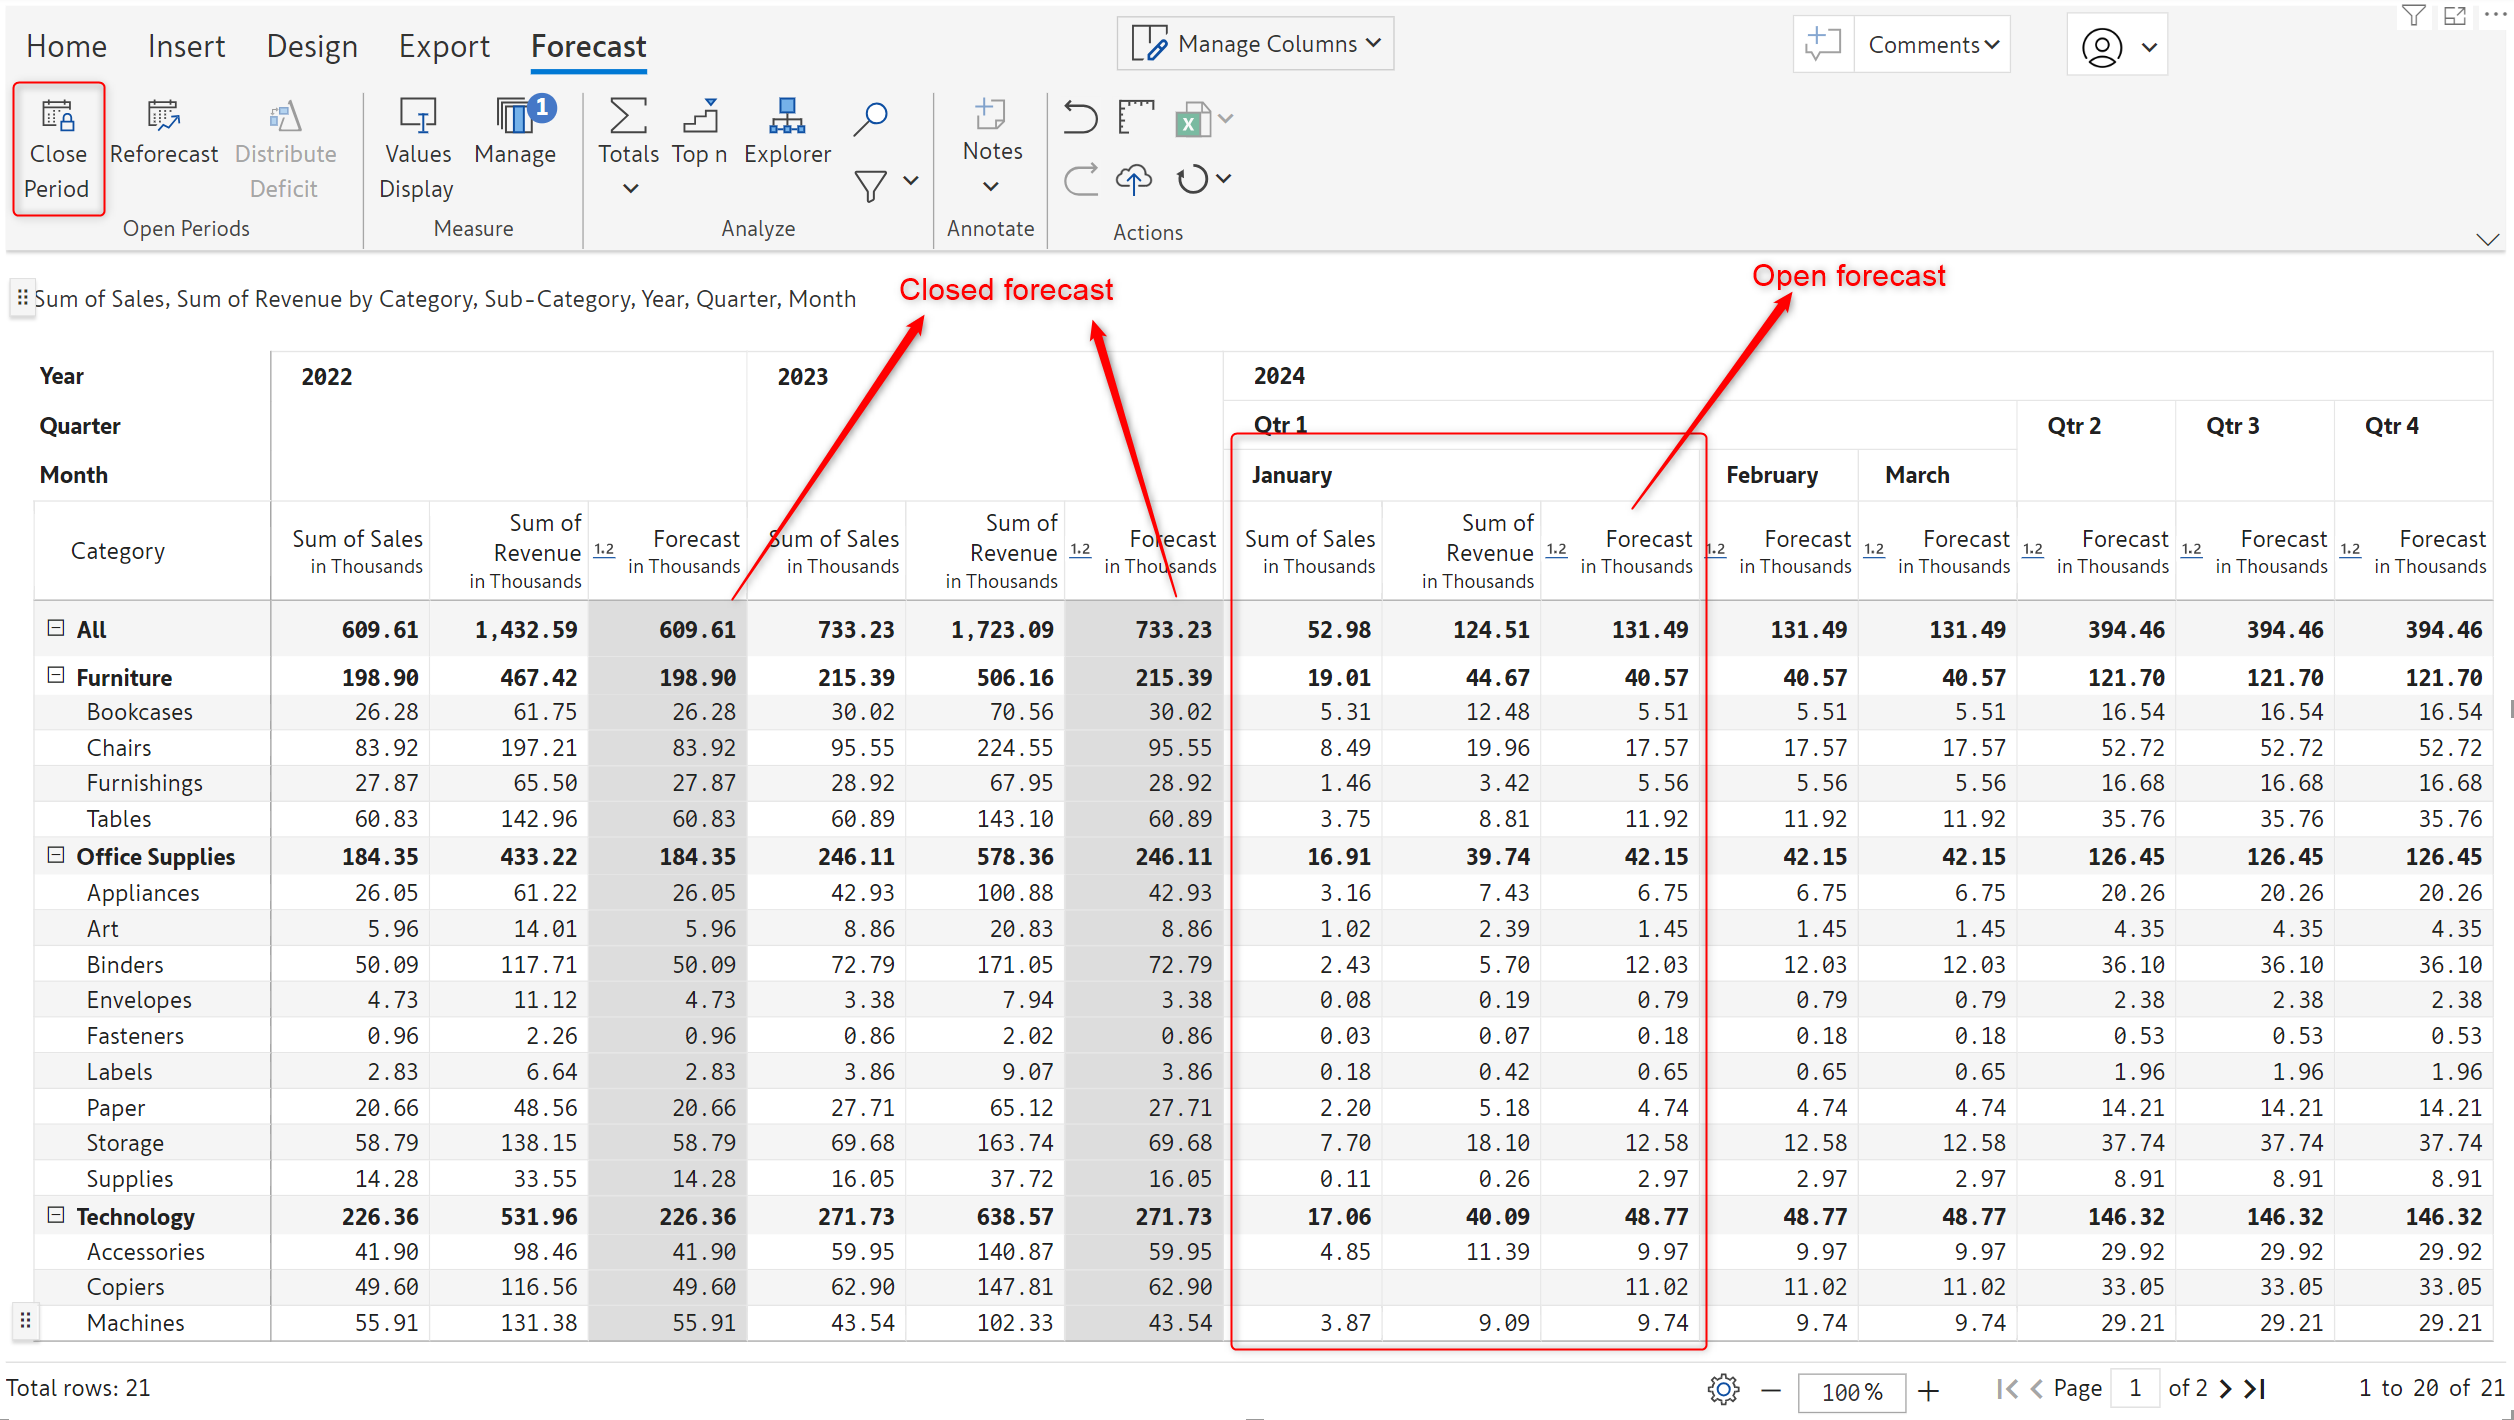 Home Insert Design Export Forecast Manage Columns Comments
1
Close Period Reforecast Distribute Deficit Values Display Manage Totals Top n Explorer Notes
Open Periods Measure Analyze Annotate Actions
Closed forecast Open forecast
Sum of Sales, Sum of Revenue by Category, Sub-Category, Year, Quarter, Month
Year 2022 2023 2024
Quarter Qtr 1 Qtr 2 Qtr 3 Qtr 4
Month January February March
Category Sum of Sales in Thousands Sum of Revenue in Thousands 1.2 Forecast in Thousands Sum of Sales in Thousands Sum of Revenue in Thousands 1.2 Forecast in Thousands Sum of Sales in Thousands Sum of Revenue in Thousands 1.2 Forecast in Thousands 1.2 Forecast in Thousands 1.2 Forecast in Thousands 1.2 Forecast in Thousands 1.2 Forecast in Thousands 1.2 Forecast in Thousands
All 609.61 1,432.59 609.61 733.23 1,723.09 733.23 52.98 124.51 131.49 131.49 131.49 394.46 394.46 394.46
Furniture 198.90 467.42 198.90 215.39 506.16 215.39 19.01 44.67 40.57 40.57 40.57 121.70 121.70 121.70
Bookcases 26.28 61.75 26.28 30.02 70.56 30.02 5.31 12.48 5.51 5.51 5.51 16.54 16.54 16.54
Chairs 83.92 197.21 83.92 95.55 224.55 95.55 8.49 19.96 17.57 17.57 17.57 52.72 52.72 52.72
Furnishings 27.87 65.50 27.87 28.92 67.95 28.92 1.46 3.42 5.56 5.56 5.56 16.68 16.68 16.68
Tables 60.83 142.96 60.83 60.89 143.10 60.89 3.75 8.81 11.92 11.92 11.92 35.76 35.76 35.76
Office Supplies 184.35 433.22 184.35 246.11 578.36 246.11 16.91 39.74 42.15 42.15 42.15 126.45 126.45 126.45
Appliances 26.05 61.22 26.05 42.93 100.88 42.93 3.16 7.43 6.75 6.75 6.75 20.26 20.26 20.26
Art 5.96 14.01 5.96 8.86 20.83 8.86 1.02 2.39 1.45 1.45 1.45 4.35 4.35 4.35
Binders 50.09 117.71 50.09 72.79 171.05 72.79 2.43 5.70 12.03 12.03 12.03 36.10 36.10 36.10
Envelopes 4.73 11.12 4.73 3.38 7.94 3.38 0.08 0.19 0.79 0.79 0.79 2.38 2.38 2.38
Fasteners 0.96 2.26 0.96 0.86 2.02 0.86 0.03 0.07 0.18 0.18 0.18 0.53 0.53 0.53
Labels 2.83 6.64 2.83 3.86 9.07 3.86 0.18 0.42 0.65 0.65 0.65 1.96 1.96 1.96
Paper 20.66 48.56 20.66 27.71 65.12 27.71 2.20 5.18 4.74 4.74 4.74 14.21 14.21 14.21
Storage 58.79 138.15 58.79 69.68 163.74 69.68 7.70 18.10 12.58 12.58 12.58 37.74 37.74 37.74
Supplies 14.28 33.55 14.28 16.05 37.72 16.05 0.11 0.26 2.97 2.97 2.97 8.91 8.91 8.91
Technology 226.36 531.96 226.36 271.73 638.57 271.73 17.06 40.09 48.77 48.77 48.77 146.32 146.32 146.32
Accessories 41.90 98.46 41.90 59.95 140.87 59.95 4.85 11.39 9.97 9.97 9.97 29.92 29.92 29.92
Copiers 49.60 116.56 49.60 62.90 147.81 62.90 11.02 11.02 11.02 33.05 33.05 33.05
Machines 55.91 131.38 55.91 43.54 102.33 43.54 3.87 9.09 9.74 9.74 9.74 29.21 29.21 29.21
Total rows: 21 100 % Page 1 of 2 1 to 20 of 21